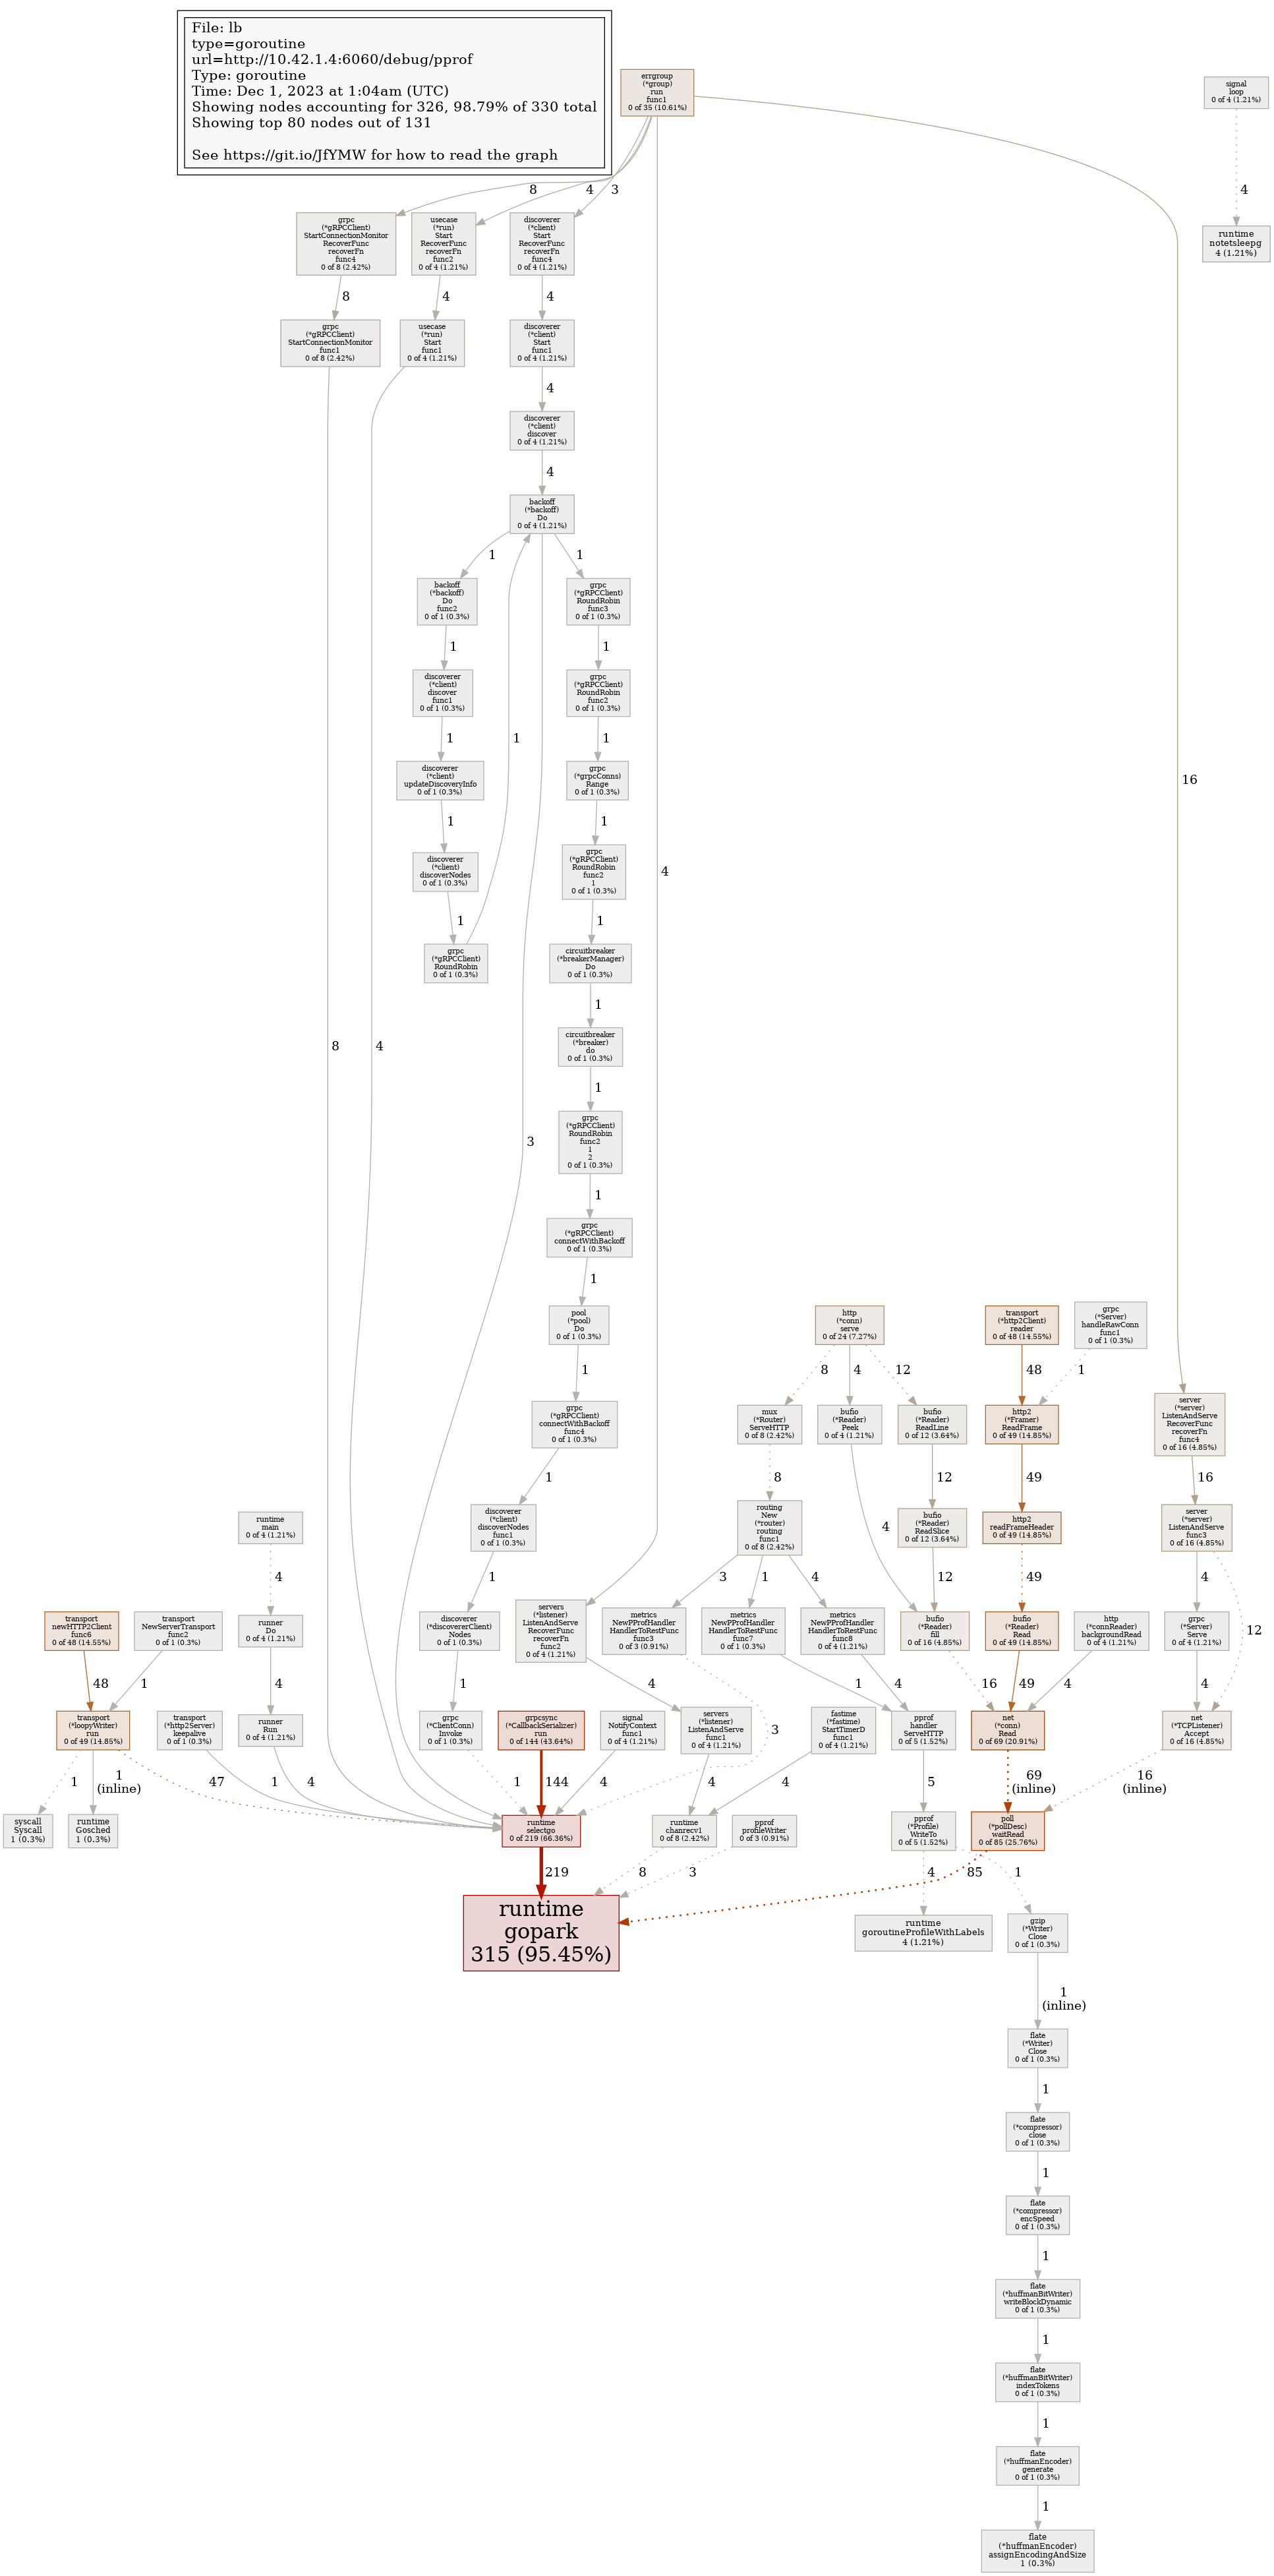 File: lb
type=goroutine
url=http://10.42.1.4:6060/debug/pprof
Type: goroutine
Time: Dec 1, 2023 at 1:04am (UTC)
Showing nodes accounting for 326, 98.79% of 330 total
Showing top 80 nodes out of 131
See https://git.io/JfYMW for how to read the graph
errgroup
(*group)
run
func1
0 of 35 (10.61%)
signal
loop
0 of 4 (1.21%)
8
4
3
4
grpc
(*gRPCClient)
StartConnectionMonitor
RecoverFunc
recoverFn
func4
0 of 8 (2.42%)
usecase
(*run)
Start
RecoverFunc
recoverFn
func2
0 of 4 (1.21%)
discoverer
(*client)
Start
RecoverFunc
recoverFn
func4
0 of 4 (1.21%)
runtime
notetsleepg
4 (1.21%)
8
4
4
grpc
(*gRPCClient)
StartConnectionMonitor
func1
0 of 8 (2.42%)
usecase
(*run)
Start
func1
0 of 4 (1.21%)
discoverer
(*client)
Start
func1
0 of 4 (1.21%)
4
discoverer
(*client)
discover
0 of 4 (1.21%)
4
backoff
(*backoff)
Do
0 of 4 (1.21%)
1
1
backoff
(*backoff)
Do
func2
0 of 1 (0.3%)
grpc
(*gRPCClient)
RoundRobin
func3
0 of 1 (0.3%)
1
1
discoverer
(*client)
discover
func1
0 of 1 (0.3%)
grpc
(*gRPCClient)
RoundRobin
func2
0 of 1 (0.3%)
1
1
1
discoverer
(*client)
updateDiscoveryInfo
0 of 1 (0.3%)
grpc
(*grpcConns)
Range
0 of 1 (0.3%)
16
1
1
discoverer
(*client)
discoverNodes
0 of 1 (0.3%)
grpc
(*gRPCClient)
RoundRobin
func2
1
0 of 1 (0.3%)
4
1
1
grpc
(*gRPCClient)
RoundRobin
0 of 1 (0.3%)
circuitbreaker
(*breakerManager)
Do
0 of 1 (0.3%)
1
circuitbreaker
(*breaker)
do
0 of 1 (0.3%)
8
4
1
grpc
(*gRPCClient)
RoundRobin
func2
1
2
0 of 1 (0.3%)
3
1
grpc
(*gRPCClient)
connectWithBackoff
0 of 1 (0.3%)
1
pool
(*pool)
Do
0 of 1 (0.3%)
http
(*conn)
serve
0 of 24 (7.27%)
transport
(*http2Client)
reader
0 of 48 (14.55%)
grpc
(*Server)
handleRawConn
func1
0 of 1 (0.3%)
1
8
4
12
48
1
grpc
(*gRPCClient)
connectWithBackoff
func4
0 of 1 (0.3%)
mux
(*Router)
ServeHTTP
0 of 8 (2.42%)
bufio
(*Reader)
Peek
0 of 4 (1.21%)
bufio
(*Reader)
ReadLine
0 of 12 (3.64%)
http2
(*Framer)
ReadFrame
0 of 49 (14.85%)
server
(*server)
ListenAndServe
RecoverFunc
recoverFn
func4
0 of 16 (4.85%)
1
8
12
49
16
runtime
main
0 of 4 (1.21%)
discoverer
(*client)
discoverNodes
func1
0 of 1 (0.3%)
routing
New
(*router)
routing
func1
0 of 8 (2.42%)
4
bufio
(*Reader)
ReadSlice
0 of 12 (3.64%)
http2
readFrameHeader
0 of 49 (14.85%)
server
(*server)
ListenAndServe
func3
0 of 16 (4.85%)
4
1
3
1
4
12
49
4
12
transport
newHTTP2Client
func6
0 of 48 (14.55%)
transport
NewServerTransport
func2
0 of 1 (0.3%)
runner
Do
0 of 4 (1.21%)
discoverer
(*discovererClient)
Nodes
0 of 1 (0.3%)
servers
(*listener)
ListenAndServe
RecoverFunc
recoverFn
func2
0 of 4 (1.21%)
metrics
NewPProfHandler
HandlerToRestFunc
func3
0 of 3 (0.91%)
metrics
NewPProfHandler
HandlerToRestFunc
func7
0 of 1 (0.3%)
metrics
NewPProfHandler
HandlerToRestFunc
func8
0 of 4 (1.21%)
bufio
(*Reader)
fill
0 of 16 (4.85%)
bufio
(*Reader)
Read
0 of 49 (14.85%)
http
(*connReader)
backgroundRead
0 of 4 (1.21%)
grpc
(*Server)
Serve
0 of 4 (1.21%)
48
1
4
1
4
1
4
16
49
4
4
transport
(*loopyWriter)
run
0 of 49 (14.85%)
transport
(*http2Server)
keepalive
0 of 1 (0.3%)
runner
Run
0 of 4 (1.21%)
grpc
(*ClientConn)
Invoke
0 of 1 (0.3%)
grpcsync
(*CallbackSerializer)
run
0 of 144 (43.64%)
signal
NotifyContext
func1
0 of 4 (1.21%)
servers
(*listener)
ListenAndServe
func1
0 of 4 (1.21%)
3
fastime
(*fastime)
StartTimerD
func1
0 of 4 (1.21%)
pprof
handler
ServeHTTP
0 of 5 (1.52%)
net
(*conn)
Read
0 of 69 (20.91%)
net
(*TCPListener)
Accept
0 of 16 (4.85%)
1
1
(inline)
47
1
4
1
144
4
4
4
5
69
(inline)
16
(inline)
syscall
Syscall
1 (0.3%)
runtime
Gosched
1 (0.3%)
runtime
selectgo
0 of 219 (66.36%)
runtime
chanrecv1
0 of 8 (2.42%)
pprof
profileWriter
0 of 3 (0.91%)
pprof
(*Profile)
WriteTo
0 of 5 (1.52%)
poll
(*pollDesc)
waitRead
0 of 85 (25.76%)
219
8
3
4
85
1
runtime
gopark
315 (95.45%)
runtime
goroutineProfileWithLabels
4 (1.21%)
gzip
(*Writer)
Close
0 of 1 (0.3%)
1
(inline)
flate
(*Writer)
Close
0 of 1 (0.3%)
1
flate
(*compressor)
close
0 of 1 (0.3%)
1
flate
(*compressor)
encSpeed
0 of 1 (0.3%)
1
flate
(*huffmanBitWriter)
writeBlockDynamic
0 of 1 (0.3%)
1
flate
(*huffmanBitWriter)
indexTokens
0 of 1 (0.3%)
1
flate
(*huffmanEncoder)
generate
0 of 1 (0.3%)
1
flate
(*huffmanEncoder)
assignEncodingAndSize
1 (0.3%)